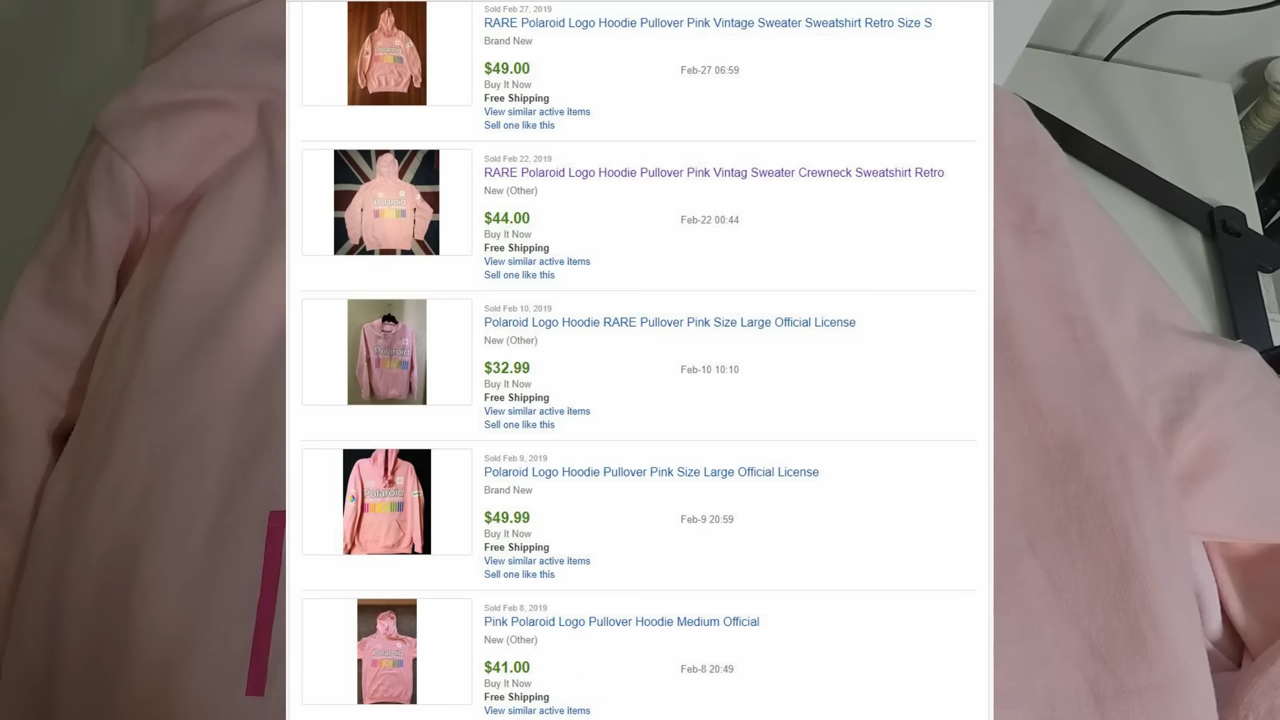 Sold Feb 27, 2019
RARE Polaroid Logo Hoodie Pullover Pink Vintage Sweater Sweatshirt Retro Size S
Brand New
$49.00 Feb-27 06:59
Buy It Now
Free Shipping
View similar active items
Sell one like this
Sold Feb 22, 2019
RARE Polaroid Logo Hoodie Pullover Pink Vintag Sweater Crewneck Sweatshirt Retro
New (Other)
$44.00 Feb-22 00:44
Buy It Now
Free Shipping
View similar active items
Sell one like this
Polaroid
Sold Feb 10, 2019
Polaroid Logo Hoodie RARE Pullover Pink Size Large Official License
New (Other)
$32.99 Feb-10 10:10
Buy It Now
Free Shipping
View similar active items
Sell one like this
Polaroid
Sold Feb 9, 2019
Polaroid Logo Hoodie Pullover Pink Size Large Official License
Brand New
$49.99 Feb-9 20:59
Buy It Now
Free Shipping
View similar active items
Sell one like this
Polaroid
Sold Feb 8, 2019
Pink Polaroid Logo Pullover Hoodie Medium Official
New (Other)
$41.00 Feb-8 20:49
Buy It Now
Free Shipping
View similar active items
Polaroid